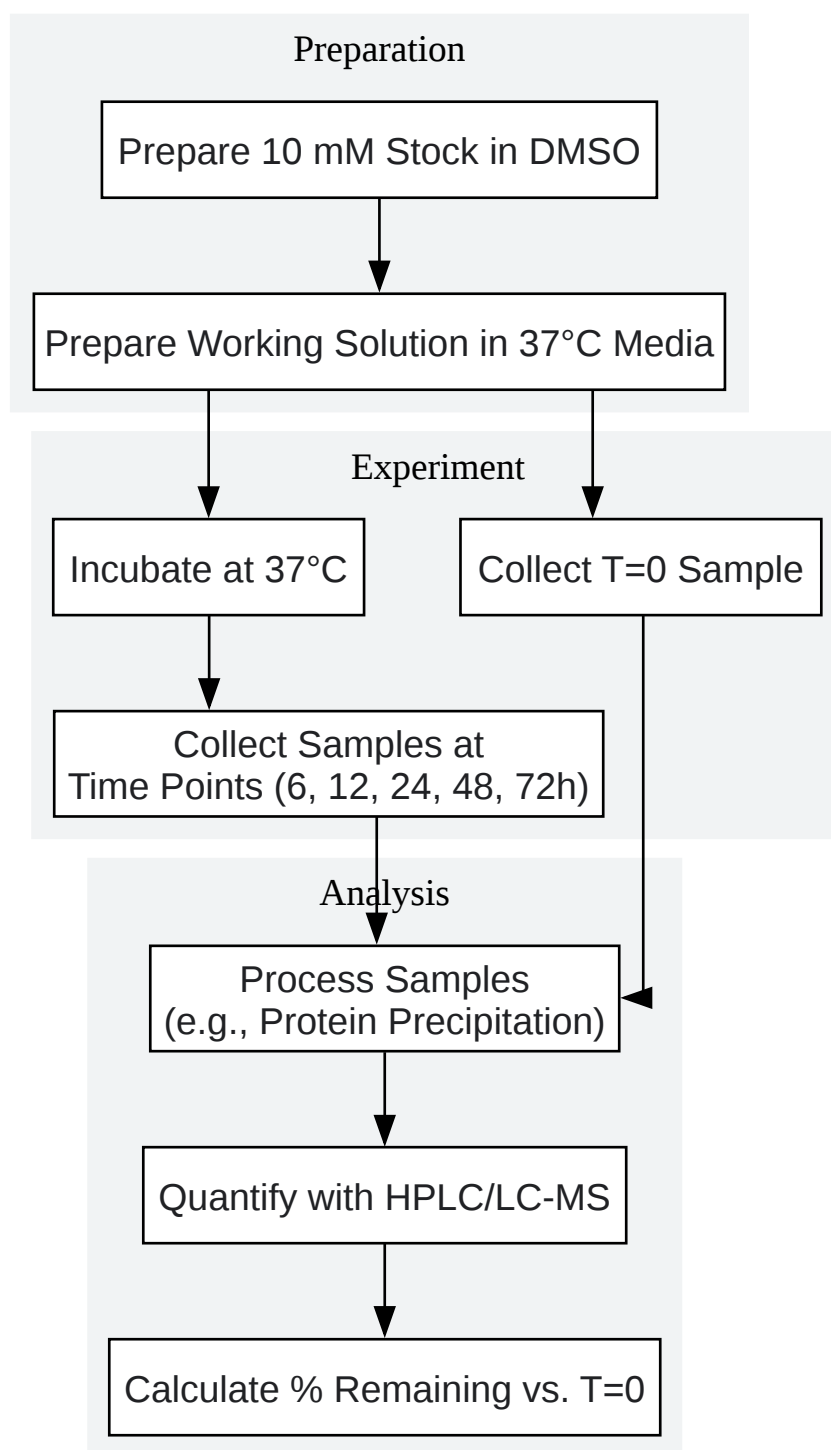 Preparation
Prepare 10 mM Stock in DMSO
Prepare Working Solution in 37°C Media
Experiment
Incubate at 37°C
Collect T=0 Sample
Collect Samples at
Time Points (6, 12, 24, 48, 72h)
Analysis
Process Samples
(e.g., Protein Precipitation)
Quantify with HPLC/LC-MS
Calculate % Remaining vs. T=0